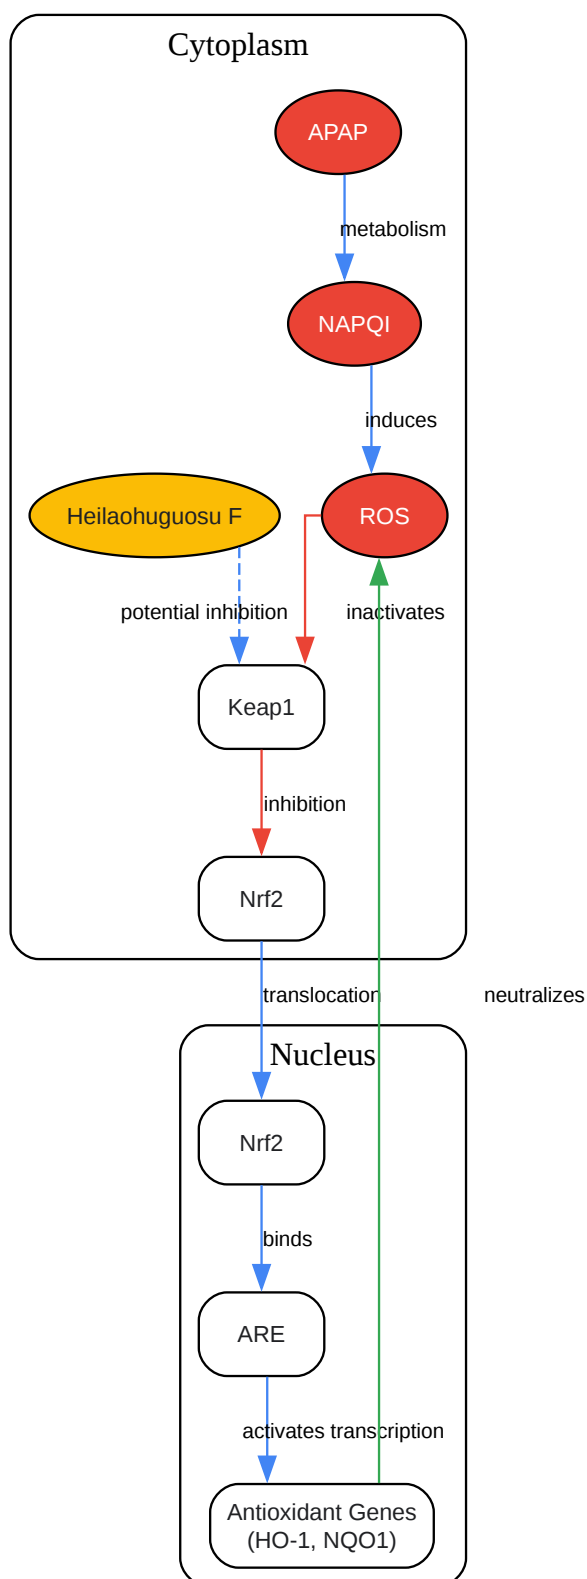 Cytoplasm
APAP
metabolism
NAPQI
induces
Heilaohuguosu F
ROS
potential inhibition
inactivates
Keap1
inhibition
Nrf2
translocation
neutralizes
Nucleus
Nrf2
binds
ARE
activates transcription
Antioxidant Genes
(HO-1, NQO1)